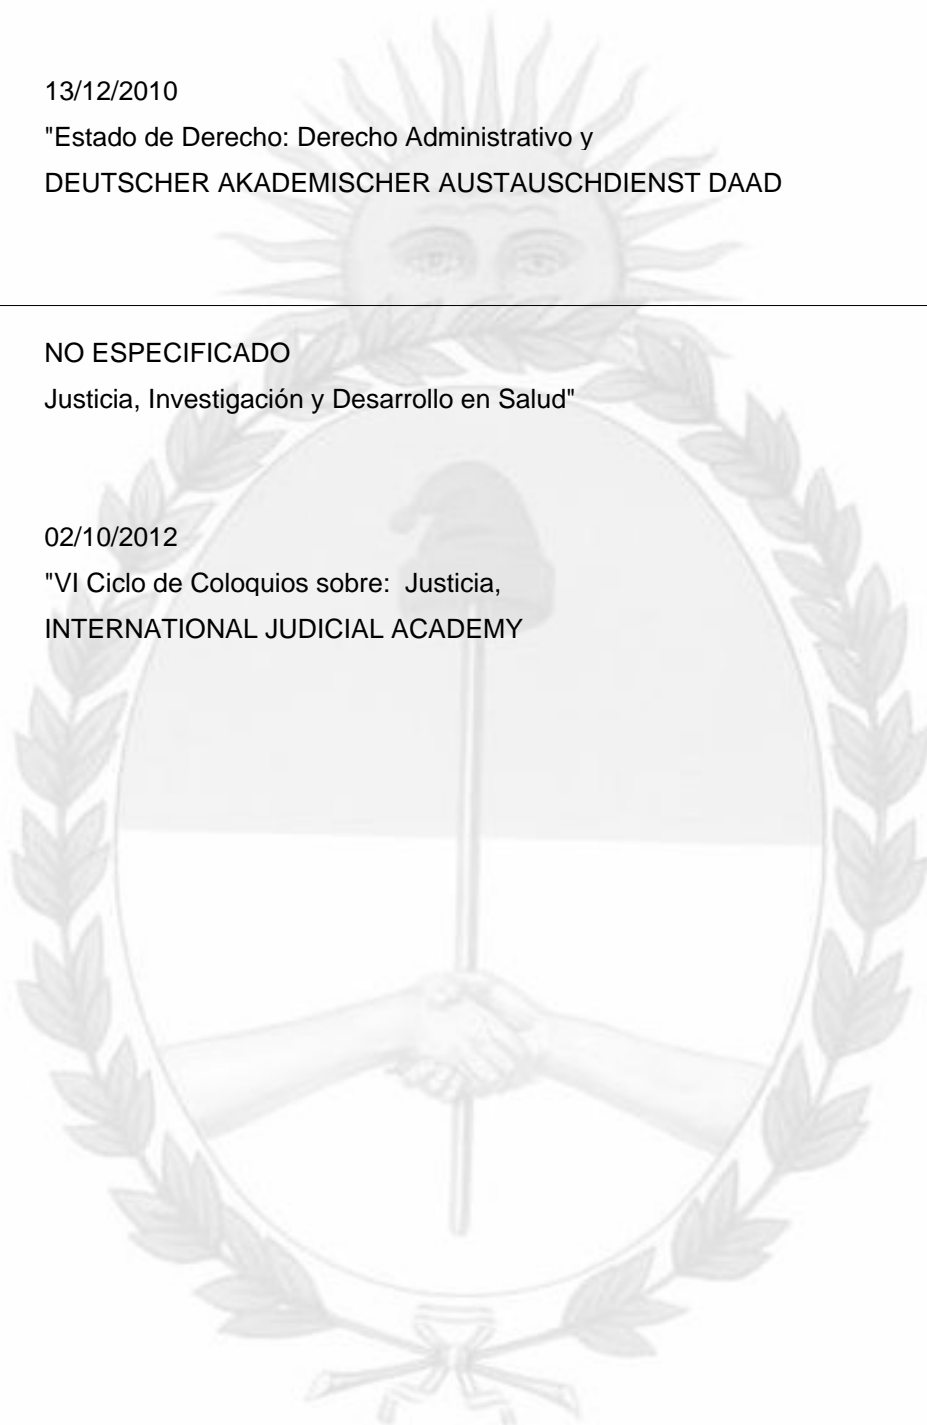 13/12/2010
"Estado de Derecho: Derecho Administrativo y
DEUTSCHER AKADEMISCHER AUSTAUSCHDIENST DAAD
NO ESPECIFICADO
Justicia, Investigación y Desarrollo en Salud"
02/10/2012
"VI Ciclo de Coloquios sobre:  Justicia,
INTERNATIONAL JUDICIAL ACADEMY